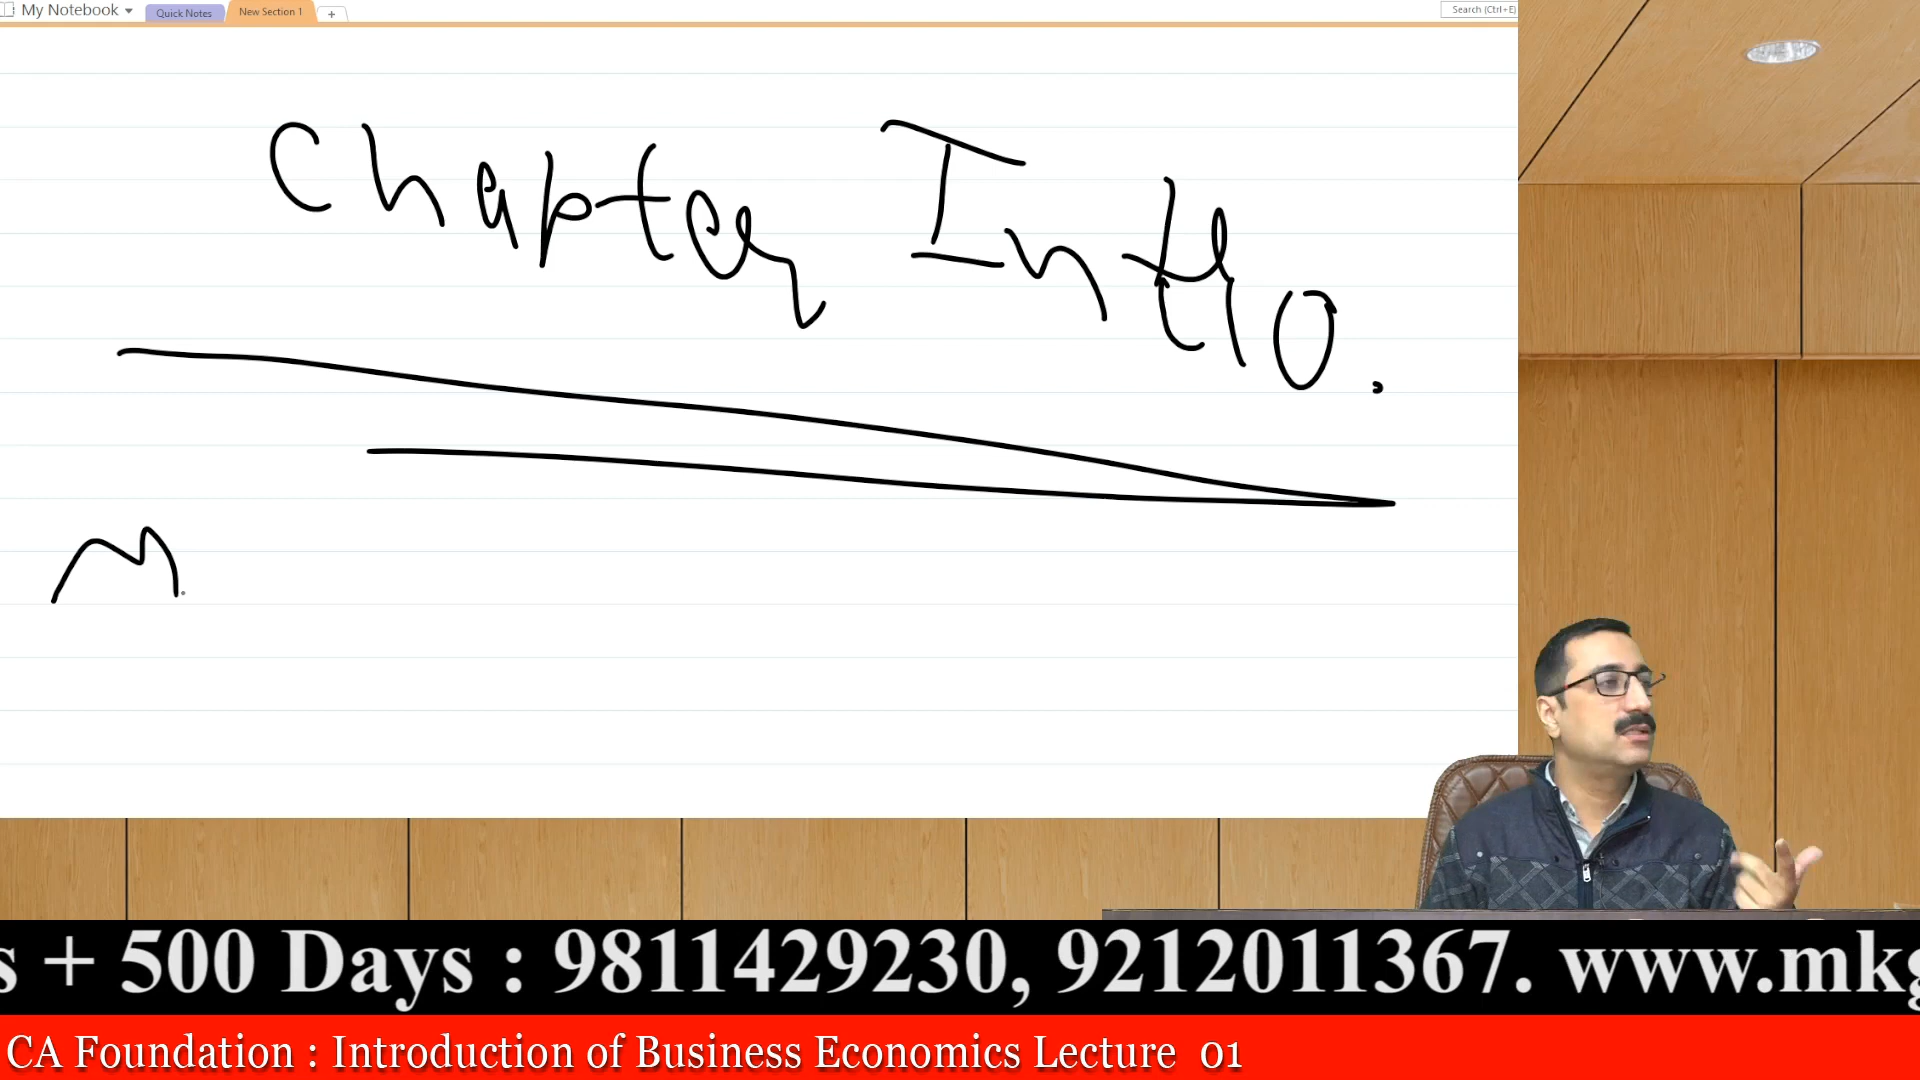 My Notebook
Quick Notes
New Section 1
+
Search (Ctrl+E)
Chapter Intro.
M
s + 500 Days : 9811429230, 9212011367. www.mkg
CA Foundation : Introduction of Business Economics Lecture 01